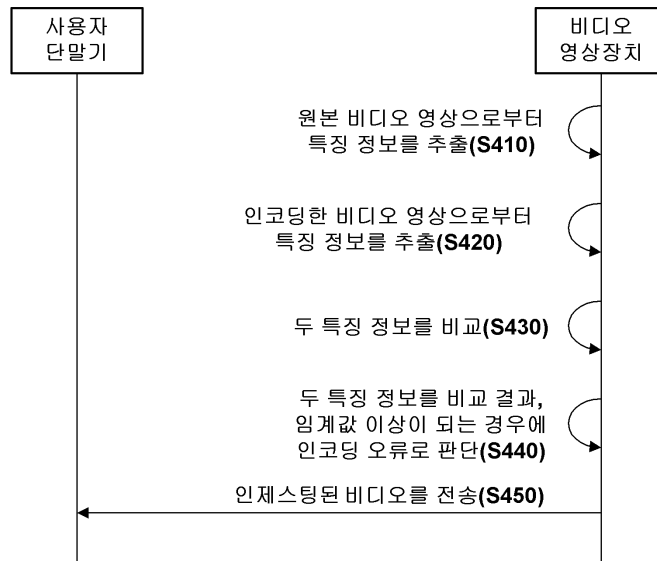 사용자
단말기
비디오
영상장치
원본 비디오 영상으로부터
특징 정보를 추출(S410)
인코딩한 비디오 영상으로부터
특징 정보를 추출(S420)
두 특징 정보를 비교(S430)
두 특징 정보를 비교 결과,
임계값 이상이 되는 경우에
인코딩 오류로 판단(S440)
인제스팅된 비디오를 전송(S450)